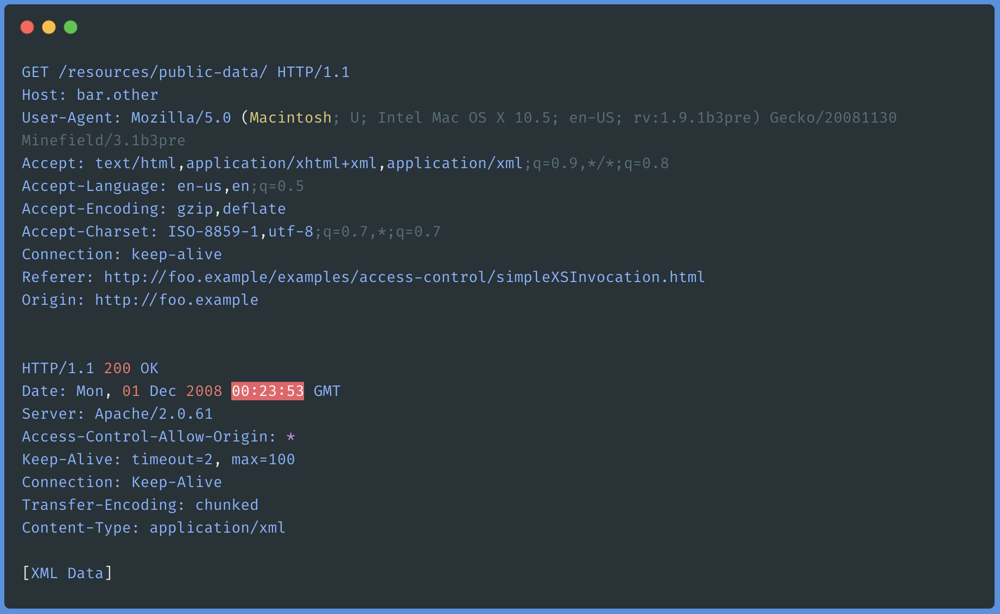 GET /resources/public-data/ HTTP/1.1
Host: bar.other
User-Agent: Mozilla/5.0 (Macintosh; U; Intel Mac OS X 10.5; en-US; rv:1.9.1b3pre) Gecko/20081130
Minefield/3.1b3pre
Accept: text/html,application/xhtml+xml,application/xml;q=0.9,*/*;q=0.8
Accept-Language: en-us,en;q=0.5
Accept-Encoding: gzip,deflate
Accept-Charset: ISO-8859-1,utf-8;q=0.7,*;q=0.7
Connection: keep-alive
Referer: http://foo.example/examples/access-control/simpleXSInvocation.html
Origin: http://foo.example
HTTP/1.1 200 OK
Date: Mon, 01 Dec 2008 00:23:53 GMT
Server: Apache/2.0.61
Access-Control-Allow-Origin: *
Keep-Alive: timeout=2, max=100
Connection: Keep-Alive
Transfer-Encoding: chunked
Content-Type: application/xml
[XML Data]